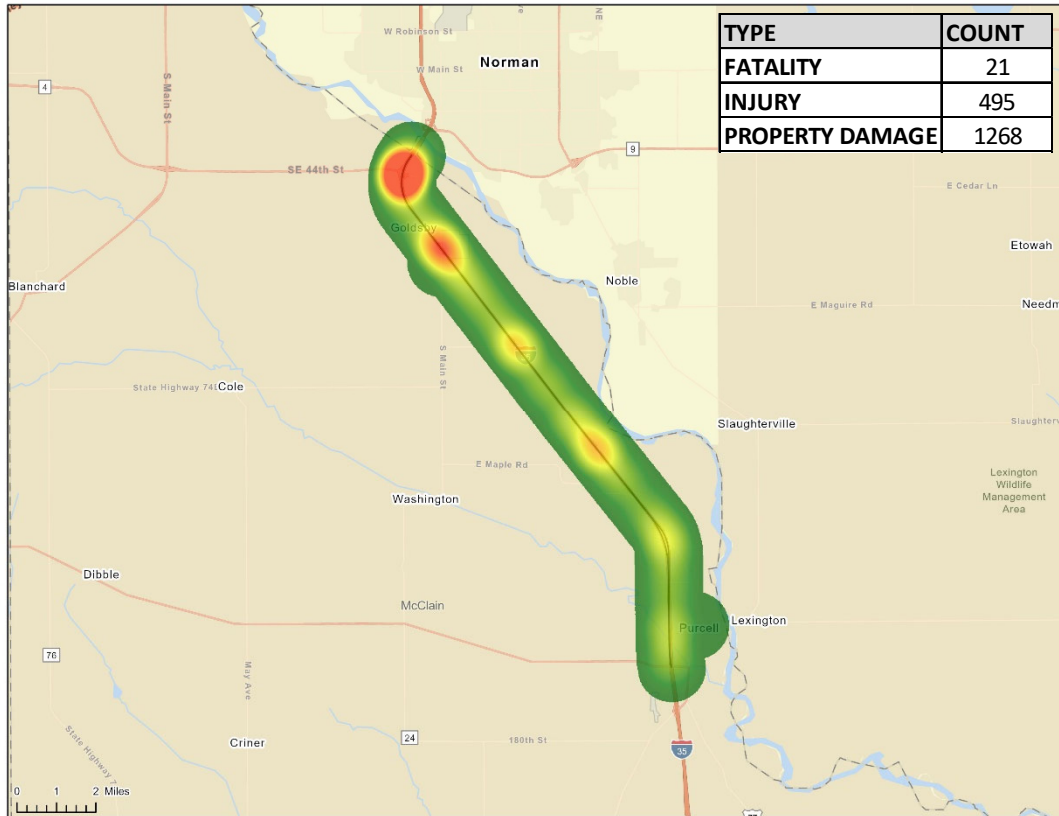 TYPE COUNT
FATALITY 21
INJURY 495
PROPERTY DAMAGE 1268
W Robinson St
NE
W Main St
Norman
S Main St
4
9
SE 44th St
E Cedar Ln
Goldsby
Etowah
Blanchard
Noble
E Maguire Rd
Needm
S Main St
State Highway 74
Cole
Slaughterville
Slaughterv
E Maple Rd
Lexington
Wildlife
Management
Area
Washington
Dibble
McClain
Purcell
Lexington
76
May Ave
State Highway 7
Criner
24
180th St
35
0 1 2 Miles
77